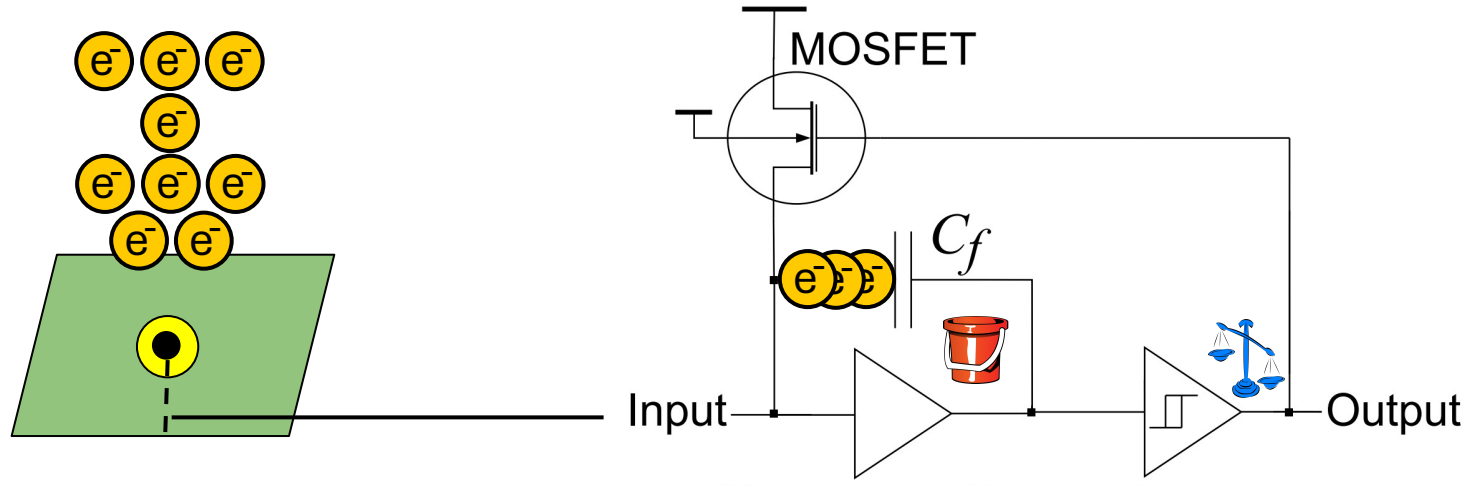 e⁻ e⁻ e⁻
e⁻
e⁻ e⁻ e⁻
e⁻ e⁻
MOSFET
e⁻ e⁻ e⁻
C_f
Input
Output